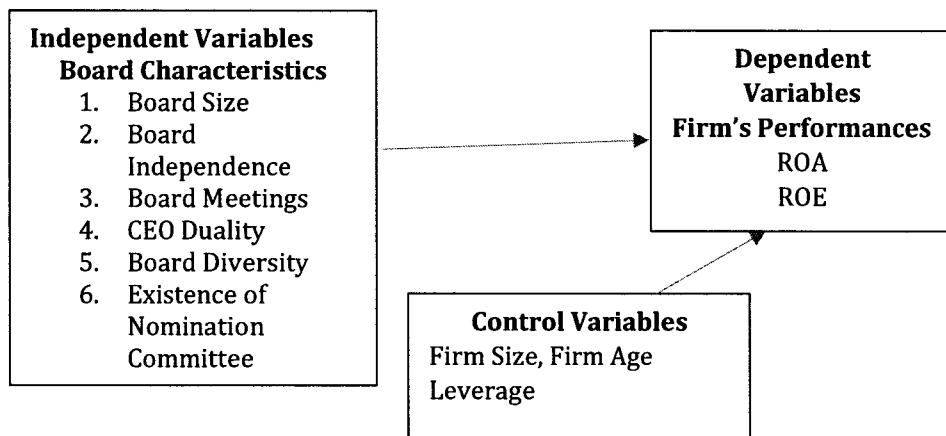 Independent Variables
Board Characteristics
1. Board Size
2. Board
Independence
3. Board Meetings
4. CEO Duality
5. Board Diversity
6. Existence of
Nomination
Committee
Dependent
Variables
Firm's Performances
ROA
ROE
Control Variables
Firm Size, Firm Age
Leverage